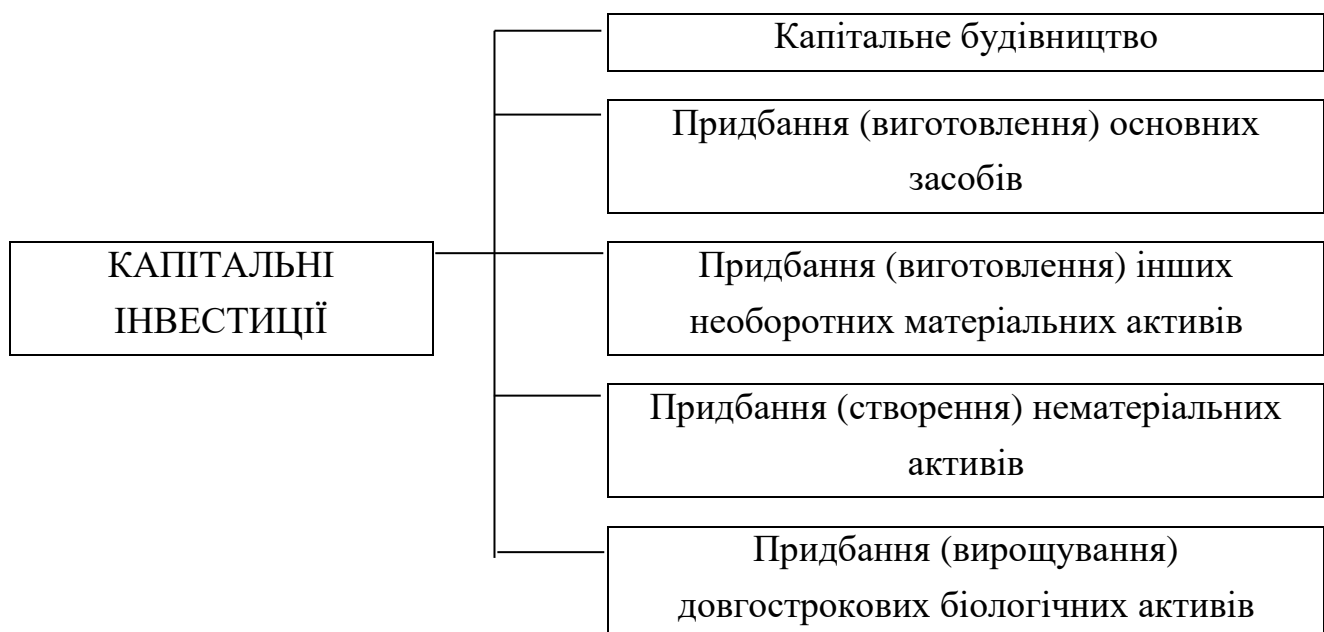 Капітальне будівництво
Придбання (виготовлення) основних
засобів
КАПІТАЛЬНІ
ІНВЕСТИЦІЇ
Придбання (виготовлення) інших
необоротних матеріальних активів
Придбання (створення) нематеріальних
активів
Придбання (вирощування)
довгострокових біологічних активів